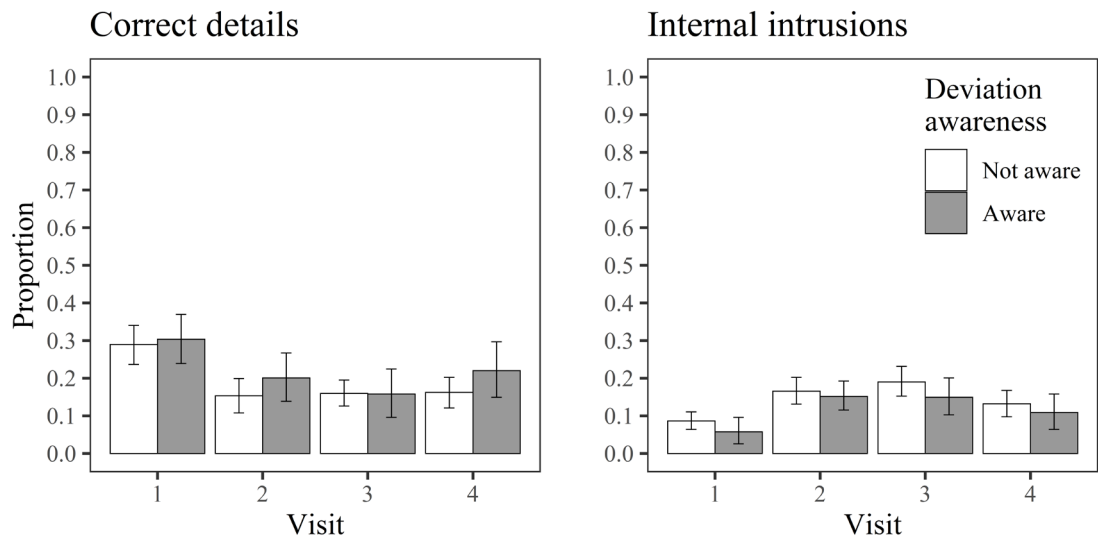 Correct details
Proportion
1.0
0.9
0.8
0.7
0.6
0.5
0.4
0.3
0.2
0.1
0.0
1 2 3 4
Visit
Internal intrusions
1.0
0.9
0.8
0.7
0.6
0.5
0.4
0.3
0.2
0.1
0.0
Deviation
awareness
Not aware
Aware
1 2 3 4
Visit